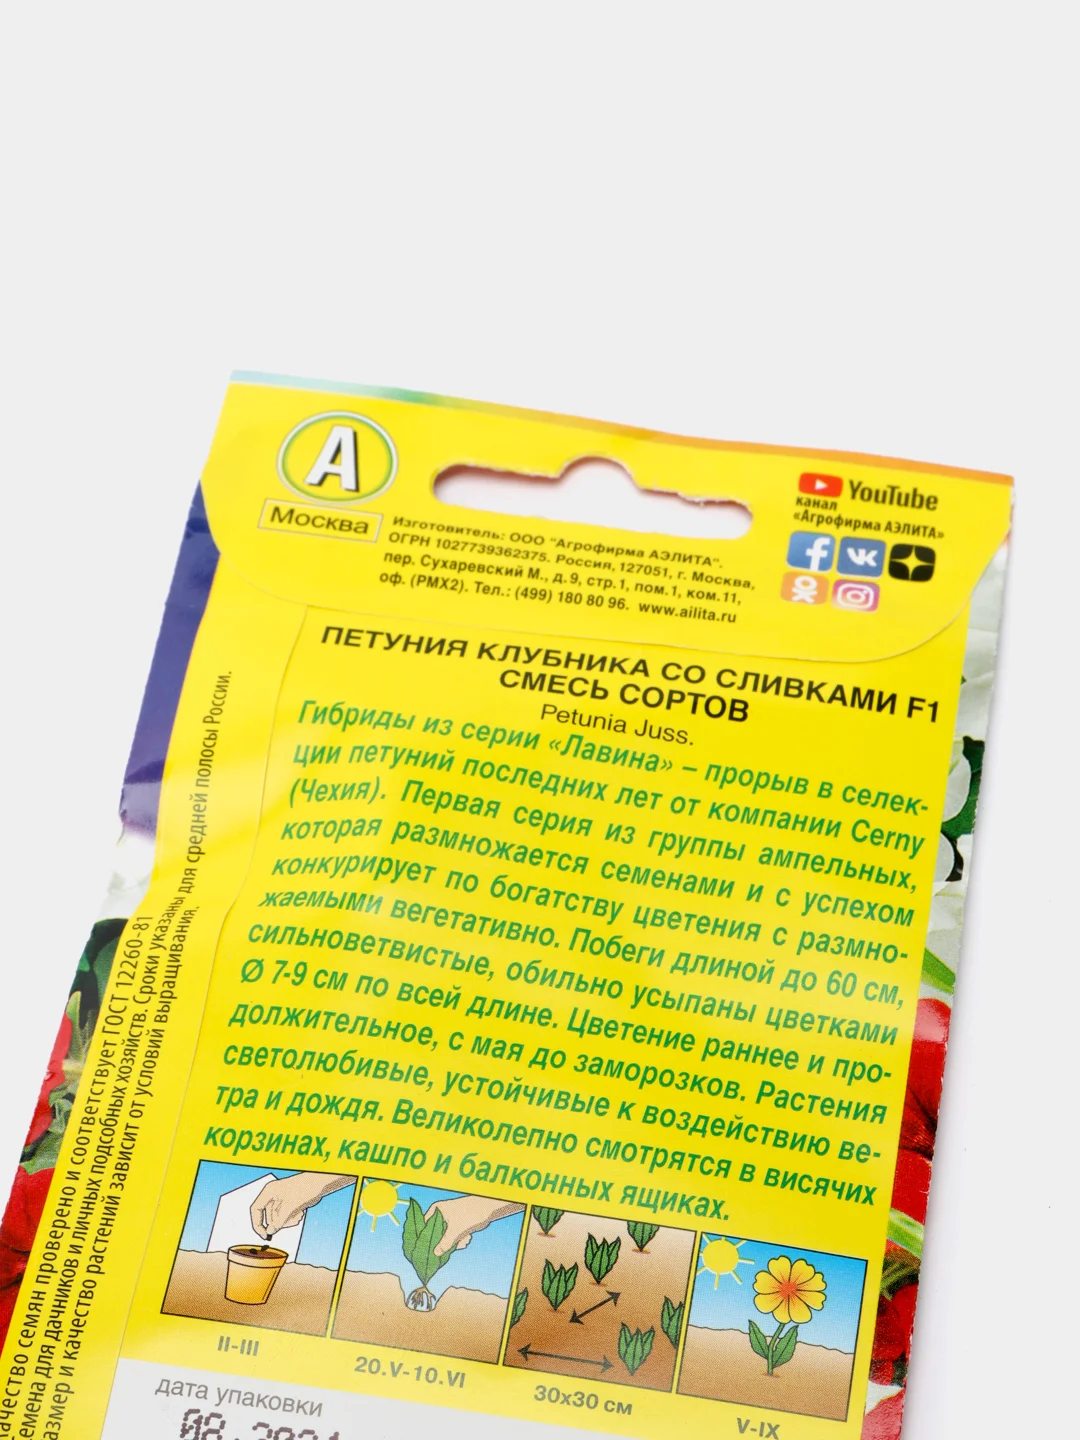 А
Москва
YouTube
канал
«Агрофирма АЭЛИТА»
Изготовитель: ООО "Агрофирма АЭЛИТА".
ОГРН 1027739362375. Россия, 127051, г. Москва,
пер. Сухаревский М., д.9, стр.1, пом.1, ком.11,
оф. (РМХ2). Тел.: (499) 180 80 96. www.ailita.ru
ПЕТУНИЯ КЛУБНИКА СО СЛИВКАМИ F1
СМЕСЬ СОРТОВ
Petunia Juss.
Гибриды из серии «Лавина» – прорыв в селек-
ции петуний последних лет от компании Cerny
(Чехия). Первая серия из группы ампельных,
которая размножается семенами и с успехом
конкурирует по богатству цветения с размно-
жаемыми вегетативно. Побеги длиной до 60 см,
сильноветвистые, обильно усыпаны цветками
Ø 7-9 см по всей длине. Цветение раннее и про-
должительное, с мая до заморозков. Растения
светолюбивые, устойчивые к воздействию ве-
тра и дождя. Великолепно смотрятся в висячих
корзинах, кашпо и балконных ящиках.
II-III
20.V-10.VI
30x30 см
V-IX
дата упаковки
качество семян проверено и соответствует ГОСТ 12260-81
семена для дачников и личных подсобных хозяйств. Сроки указаны для средней полосы России.
размер и качество растений зависит от условий выращивания.